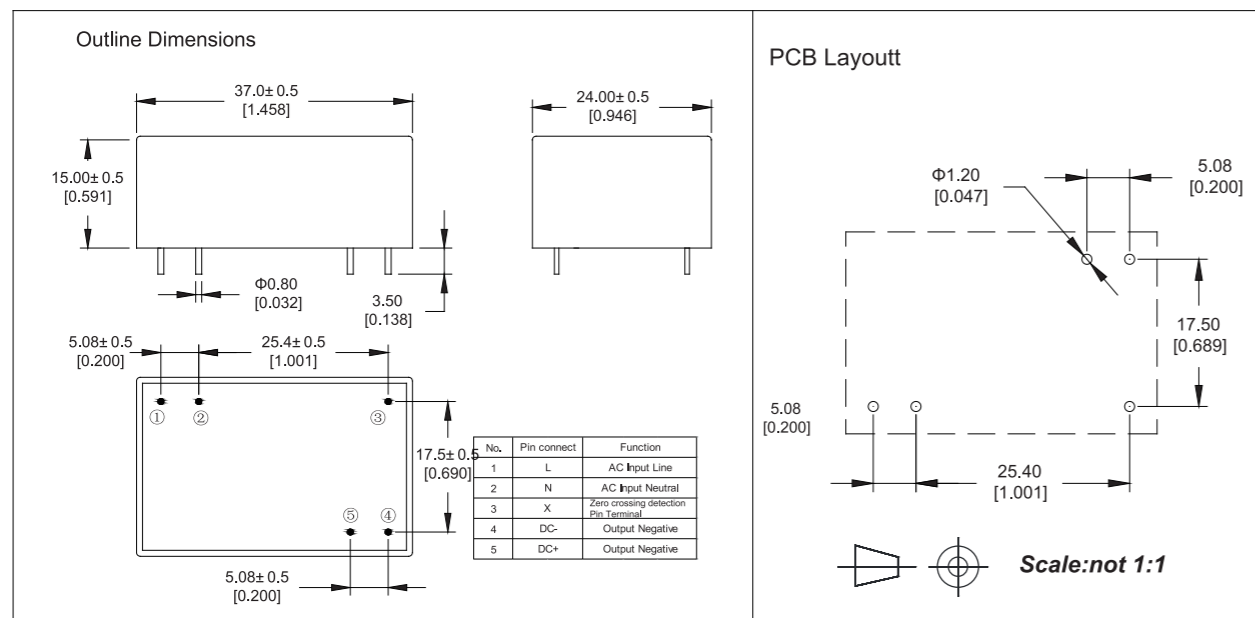 Outline Dimensions
37.0± 0.5
[1.458]
24.00± 0.5
[0.946]
15.00± 0.5
[0.591]
Φ0.80
[0.032]
3.50
[0.138]
5.08± 0.5
[0.200]
25.4± 0.5
[1.001]
① ② ③
17.5± 0.5
[0.690]
⑤ ④
5.08± 0.5
[0.200]
No. Pin connect Function
1 L AC Input Line
2 N AC Input Neutral
3 X Zero crossing detection
Pin Terminal
4 DC- Output Negative
5 DC+ Output Negative
PCB Layoutt
Φ1.20
[0.047]
5.08
[0.200]
17.50
[0.689]
5.08
[0.200]
25.40
[1.001]
Scale:not 1:1